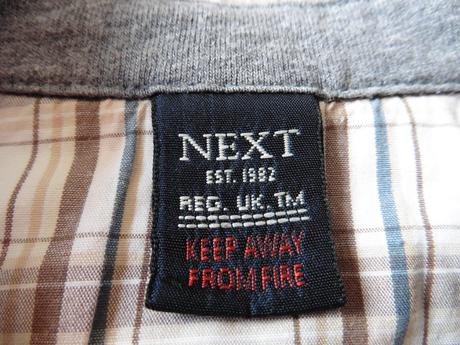 NEXT
EST. 1982
REG. UK. TM
KEEP AWAY
FROM FIRE